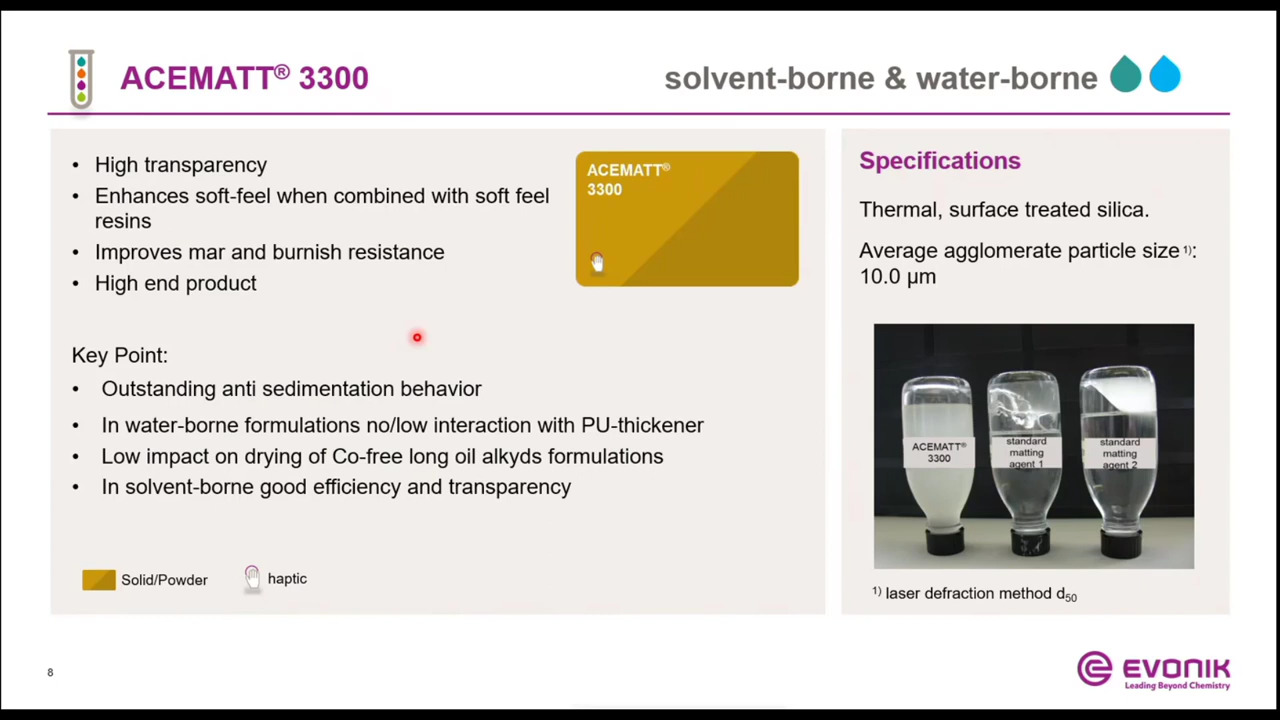 ACEMATT® 3300
solvent-borne & water-borne
• High transparency
• Enhances soft-feel when combined with soft feel
resins
• Improves mar and burnish resistance
• High end product
ACEMATT®
3300
Key Point:
• Outstanding anti sedimentation behavior
• In water-borne formulations no/low interaction with PU-thickener
• Low impact on drying of Co-free long oil alkyds formulations
• In solvent-borne good efficiency and transparency
Solid/Powder
haptic
Specifications
Thermal, surface treated silica.
Average agglomerate particle size ¹⁾:
10.0 µm
ACEMATT®
3300
standard
matting
agent 1
standard
matting
agent 2
¹⁾ laser defraction method d₅₀
8
EVONIK
Leading Beyond Chemistry